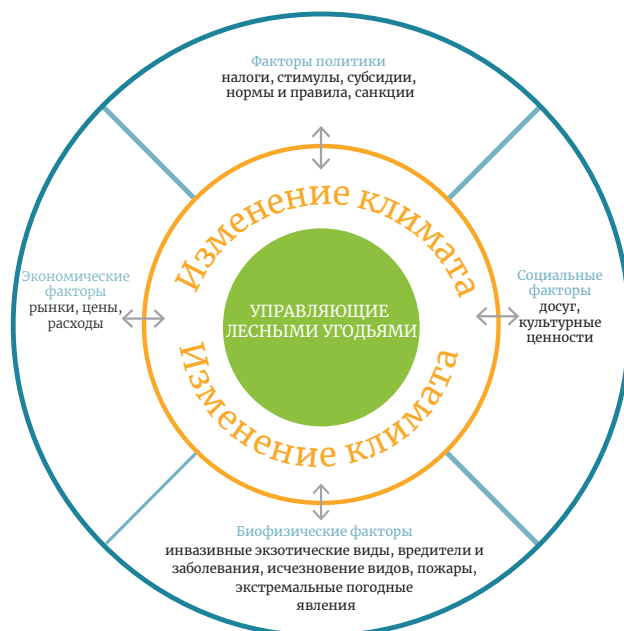 Факторы политики
налоги, стимулы, субсидии,
нормы и правила, санкции
Изменение климата
Экономические
факторы
рынки, цены,
расходы
УПРАВЛЯЮЩИЕ
ЛЕСНЫМИ УГОДЬЯМИ
Социальные
факторы
досуг,
культурные
ценности
Изменение климата
Биофизические факторы
инвазивные экзотические виды, вредители и
заболевания, исчезновение видов, пожары,
экстремальные погодные
явления